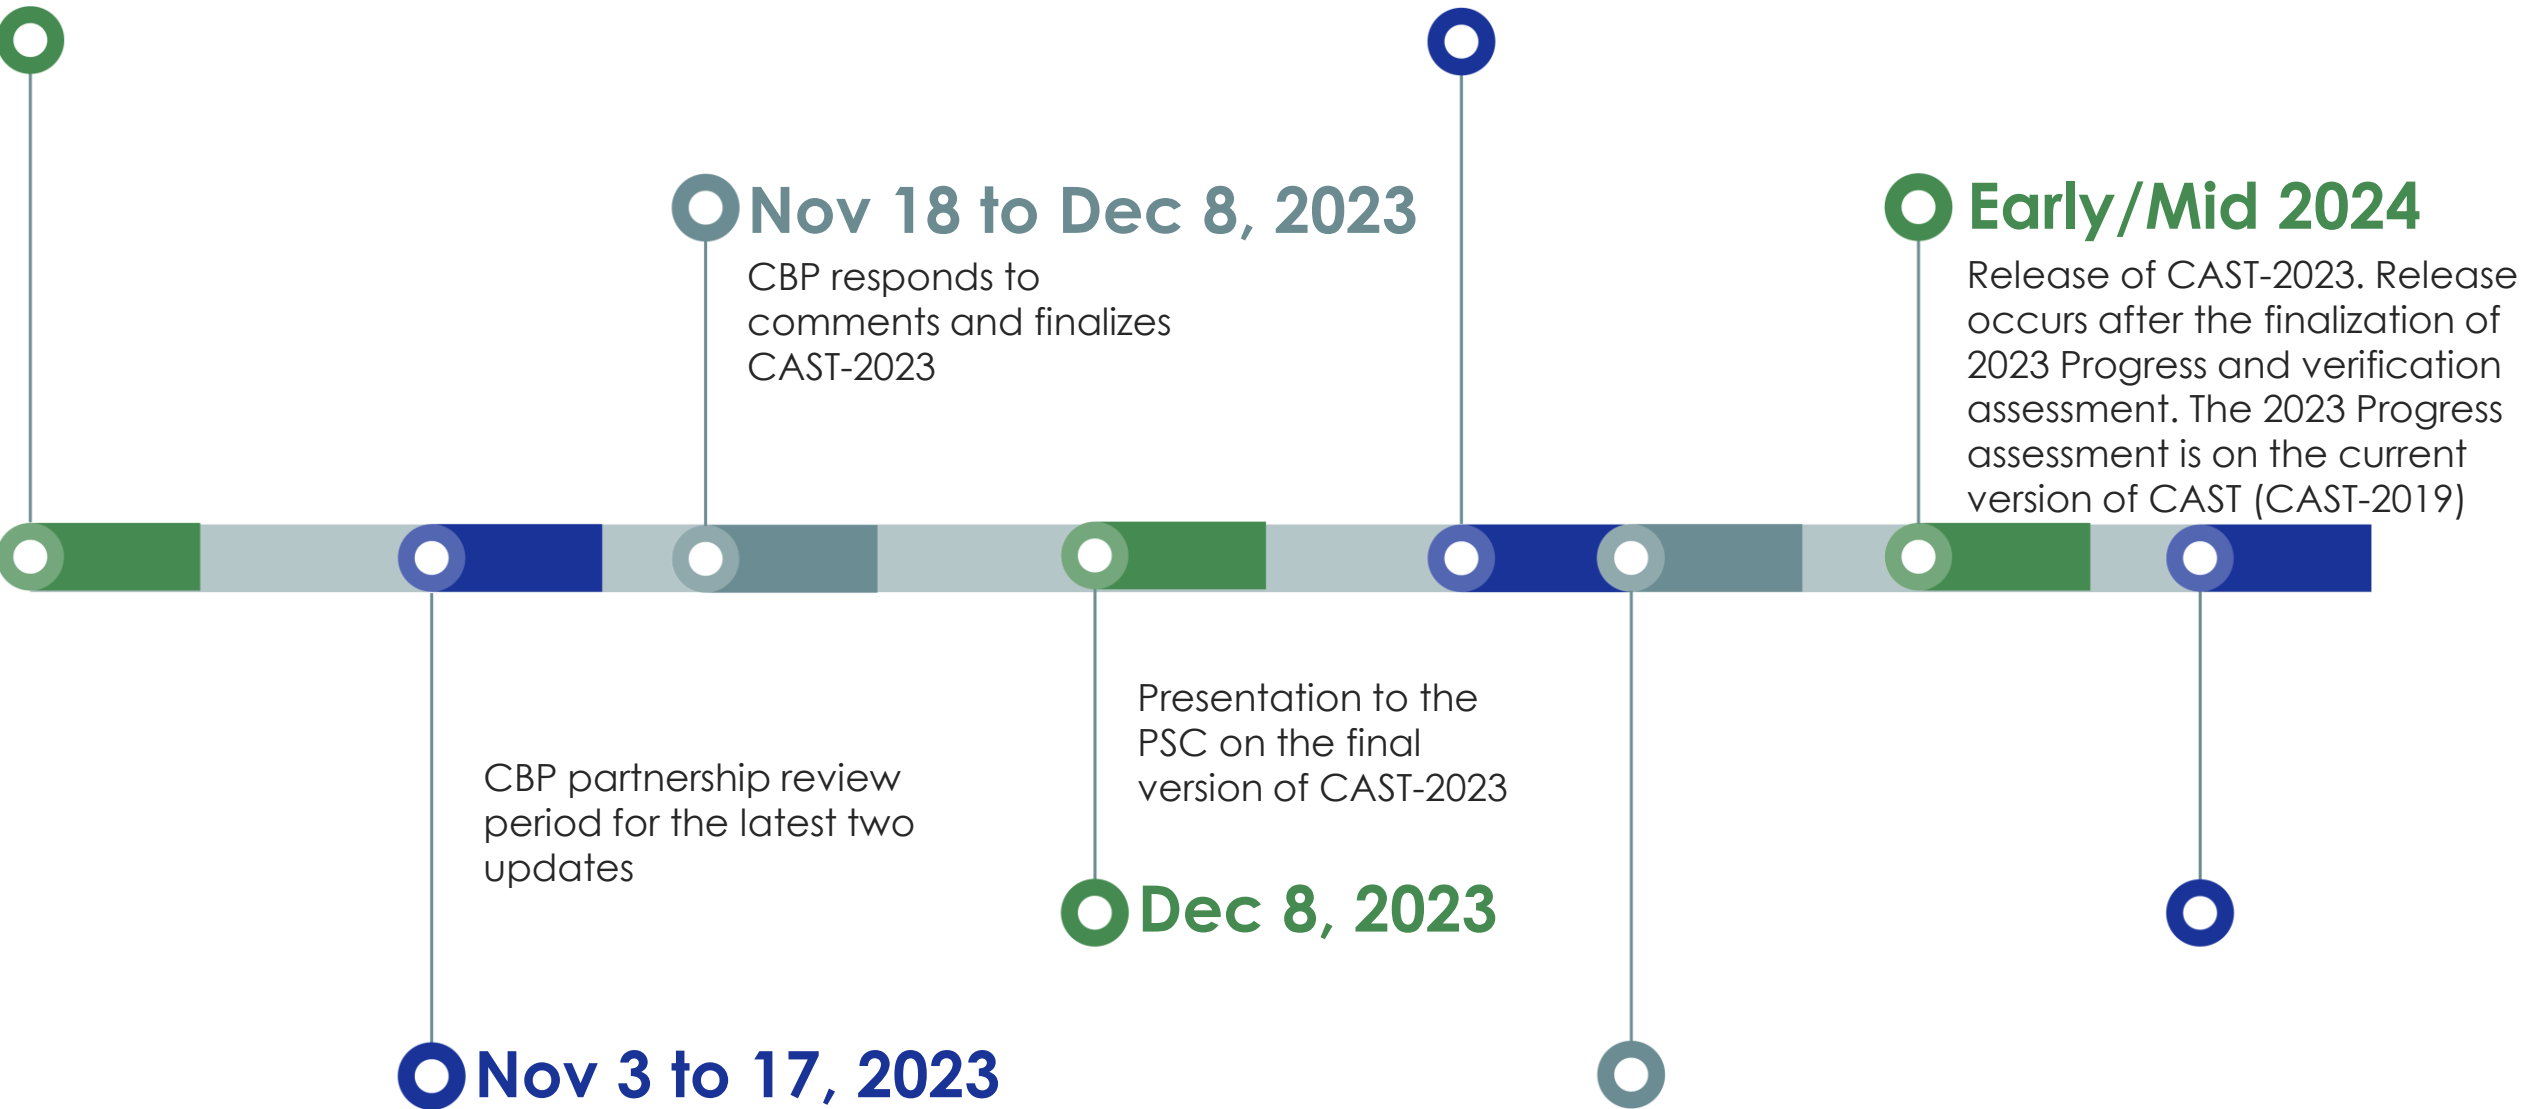 Nov 18 to Dec 8, 2023
CBP responds to
comments and finalizes
CAST-2023
Early/Mid 2024
Release of CAST-2023. Release
occurs after the finalization of
2023 Progress and verification
assessment. The 2023 Progress
assessment is on the current
version of CAST (CAST-2019)
CBP partnership review
period for the latest two
updates
Nov 3 to 17, 2023
Presentation to the
PSC on the final
version of CAST-2023
Dec 8, 2023